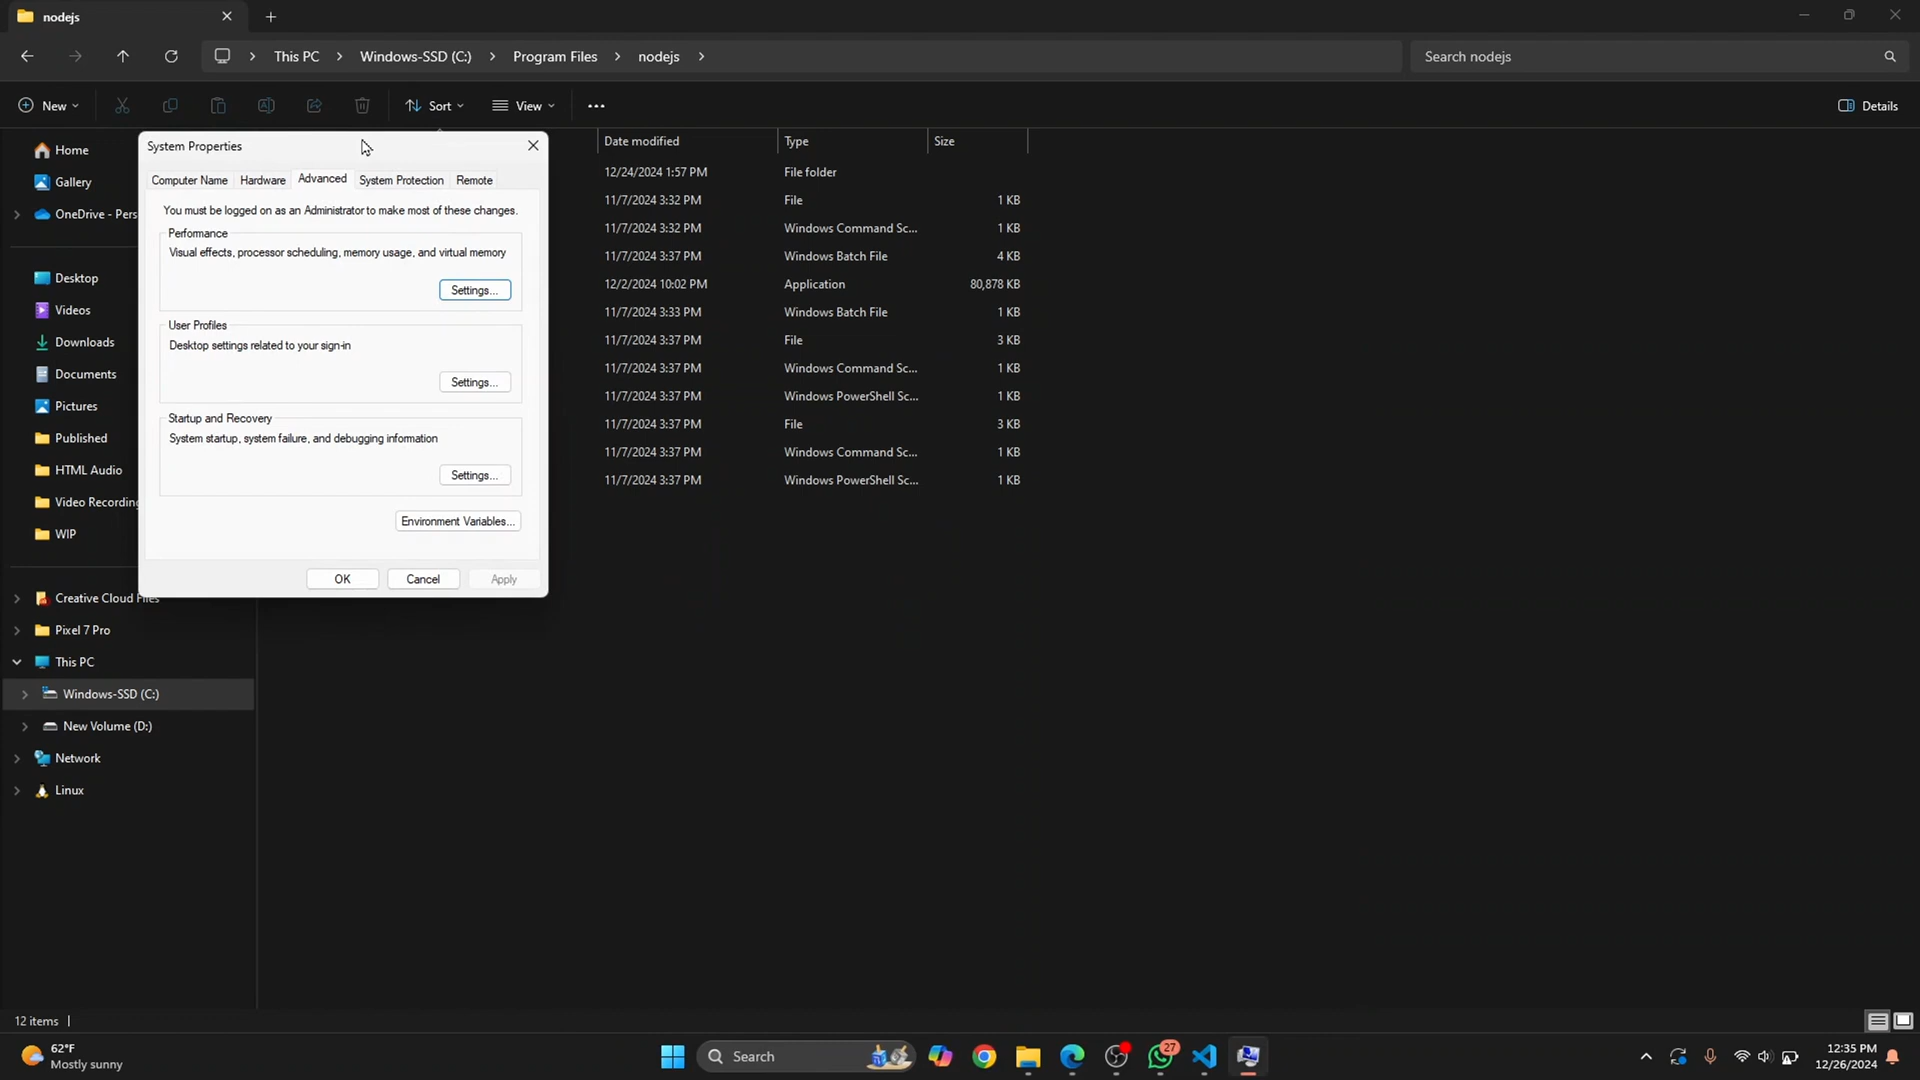 nodejs
This PC
Windows-SSD (C:)
Program Files
nodejs
Search nodejs
New
Sort
View
Details
System Properties
Computer Name
Hardware
Advanced
System Protection
Remote
You must be logged on as an Administrator to make most of these changes.
Performance
Visual effects, processor scheduling, memory usage, and virtual memory
Settings...
User Profiles
Desktop settings related to your sign-in
Settings...
Startup and Recovery
System startup, system failure, and debugging information
Settings...
Environment Variables...
OK
Cancel
Apply
Home
Gallery
OneDrive - Pers
Desktop
Videos
Downloads
Documents
Pictures
Published
HTML Audio
Video Recording
WIP
Creative Cloud Files
Pixel 7 Pro
This PC
Windows-SSD (C:)
New Volume (D:)
Network
Linux
Date modified Type Size
12/24/2024 1:57 PM File folder
11/7/2024 3:32 PM File 1 KB
11/7/2024 3:32 PM Windows Command Sc... 1 KB
11/7/2024 3:37 PM Windows Batch File 4 KB
12/2/2024 10:02 PM Application 80,878 KB
11/7/2024 3:33 PM Windows Batch File 1 KB
11/7/2024 3:37 PM File 3 KB
11/7/2024 3:37 PM Windows Command Sc... 1 KB
11/7/2024 3:37 PM Windows PowerShell Sc... 1 KB
11/7/2024 3:37 PM File 3 KB
11/7/2024 3:37 PM Windows Command Sc... 1 KB
11/7/2024 3:37 PM Windows PowerShell Sc... 1 KB
12 items
62°F
Mostly sunny
Search
27
12:35 PM
12/26/2024